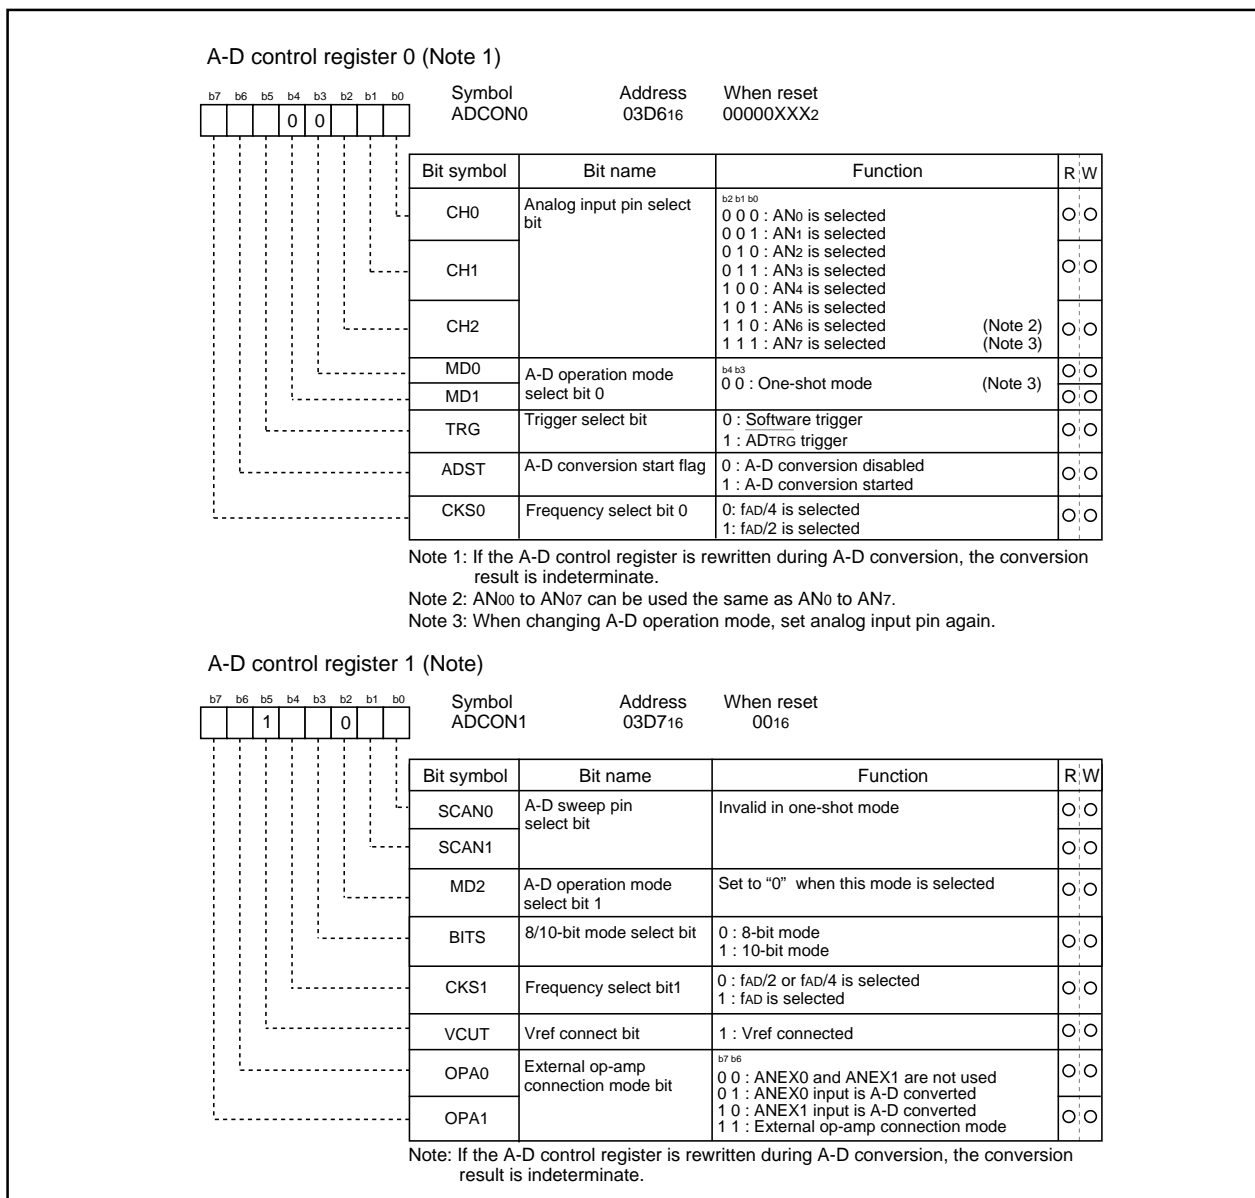 A-D control register 0 (Note 1)
b7 b6 b5 b4 b3 b2 b1 b0
0 0
Symbol Address When reset
ADCON0 03D616 00000XXX2
Bit symbol Bit name Function R W
CH0 Analog input pin select bit
b2 b1 b0
0 0 0 : AN0 is selected
0 0 1 : AN1 is selected
0 1 0 : AN2 is selected
CH1 0 1 1 : AN3 is selected
1 0 0 : AN4 is selected
1 0 1 : AN5 is selected
CH2 1 1 0 : AN6 is selected (Note 2)
1 1 1 : AN7 is selected (Note 3)
MD0 A-D operation mode
MD1 select bit 0
b4 b3
0 0 : One-shot mode (Note 3)
TRG Trigger select bit 0 : Software trigger
1 : ADTRG trigger
ADST A-D conversion start flag 0 : A-D conversion disabled
1 : A-D conversion started
CKS0 Frequency select bit 0 0: fAD/4 is selected
1: fAD/2 is selected
Note 1: If the A-D control register is rewritten during A-D conversion, the conversion
result is indeterminate.
Note 2: AN00 to AN07 can be used the same as AN0 to AN7.
Note 3: When changing A-D operation mode, set analog input pin again.
A-D control register 1 (Note)
b7 b6 b5 b4 b3 b2 b1 b0
1 0
Symbol Address When reset
ADCON1 03D716 0016
Bit symbol Bit name Function R W
SCAN0 A-D sweep pin Invalid in one-shot mode
select bit
SCAN1
MD2 A-D operation mode Set to “0” when this mode is selected
select bit 1
BITS 8/10-bit mode select bit 0 : 8-bit mode
1 : 10-bit mode
CKS1 Frequency select bit1 0 : fAD/2 or fAD/4 is selected
1 : fAD is selected
VCUT Vref connect bit 1 : Vref connected
OPA0 External op-amp
connection mode bit
b7 b6
0 0 : ANEX0 and ANEX1 are not used
0 1 : ANEX0 input is A-D converted
OPA1 1 0 : ANEX1 input is A-D converted
1 1 : External op-amp connection mode
Note: If the A-D control register is rewritten during A-D conversion, the conversion
result is indeterminate.